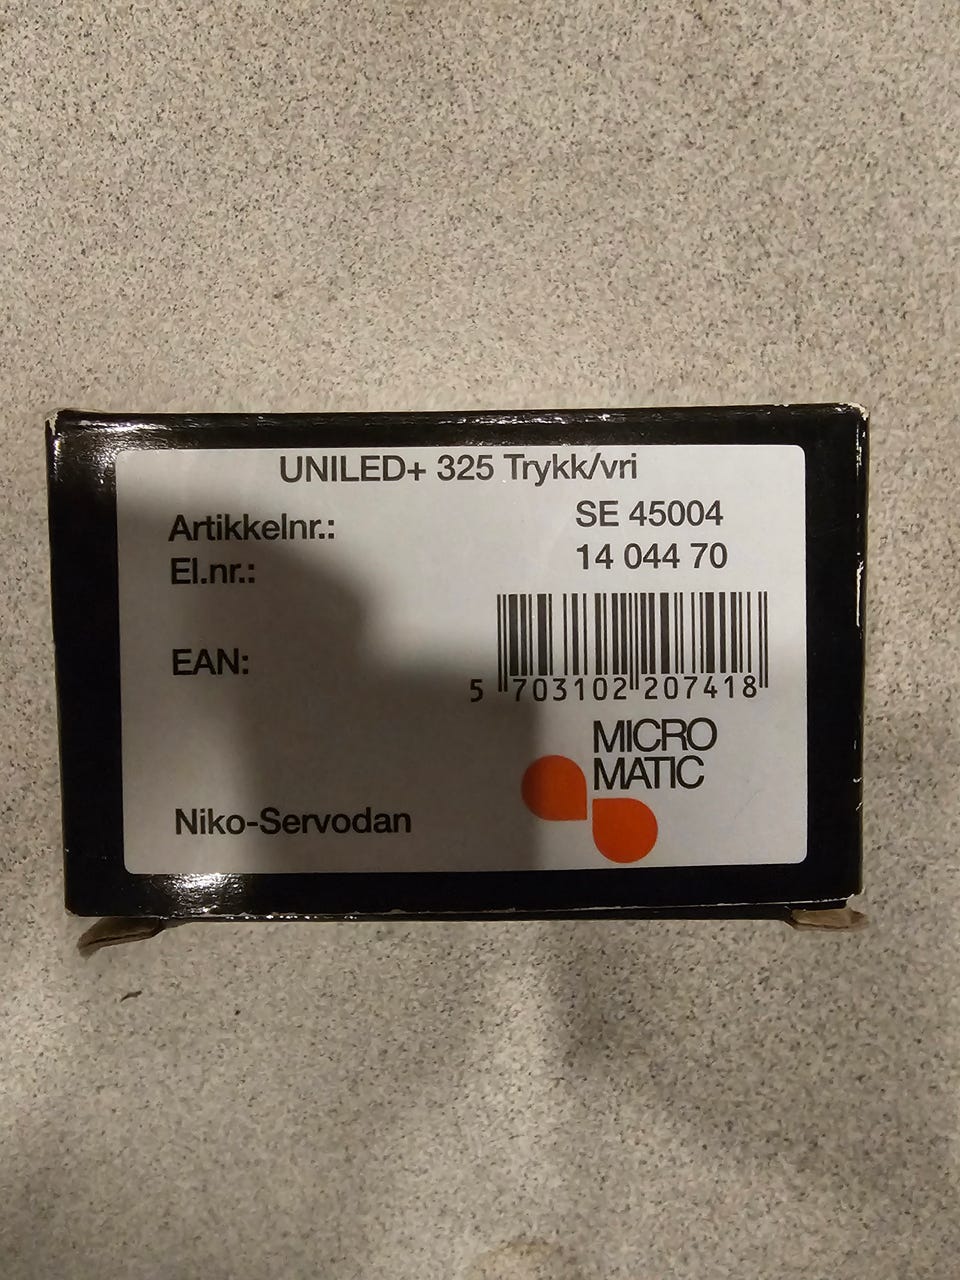 UNILED+ 325 Trykk/vri
Artikkelnr.: SE 45004
El.nr.: 14 044 70
EAN:
5 703102 207418
MICRO
MATIC
Niko-Servodan